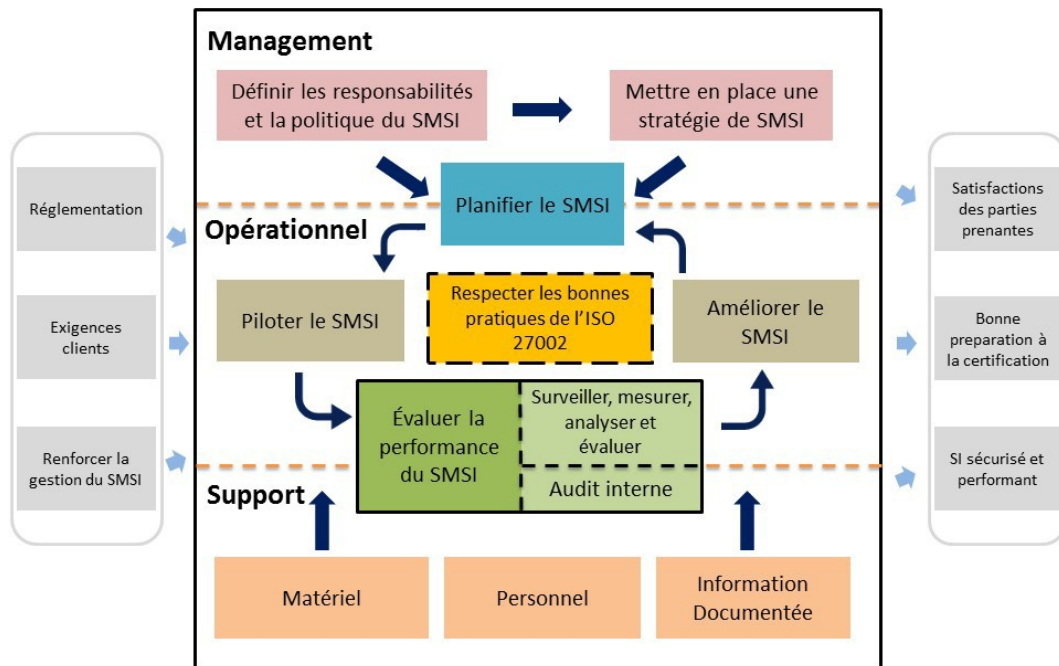 Management
Définir les responsabilités
et la politique du SMSI
Mettre en place une
stratégie de SMSI
Planifier le SMSI
Réglementation
Exigences
clients
Renforcer la
gestion du SMSI
Opérationnel
Piloter le SMSI
Respecter les bonnes
pratiques de l'ISO
27002
Améliorer le
SMSI
Évaluer la
performance
du SMSI
Surveiller, mesurer,
analyser et
évaluer
Audit interne
Support
Matériel
Personnel
Information
Documentée
Satisfactions
des parties
prenantes
Bonne
preparation à
la certification
SI sécurisé et
performant